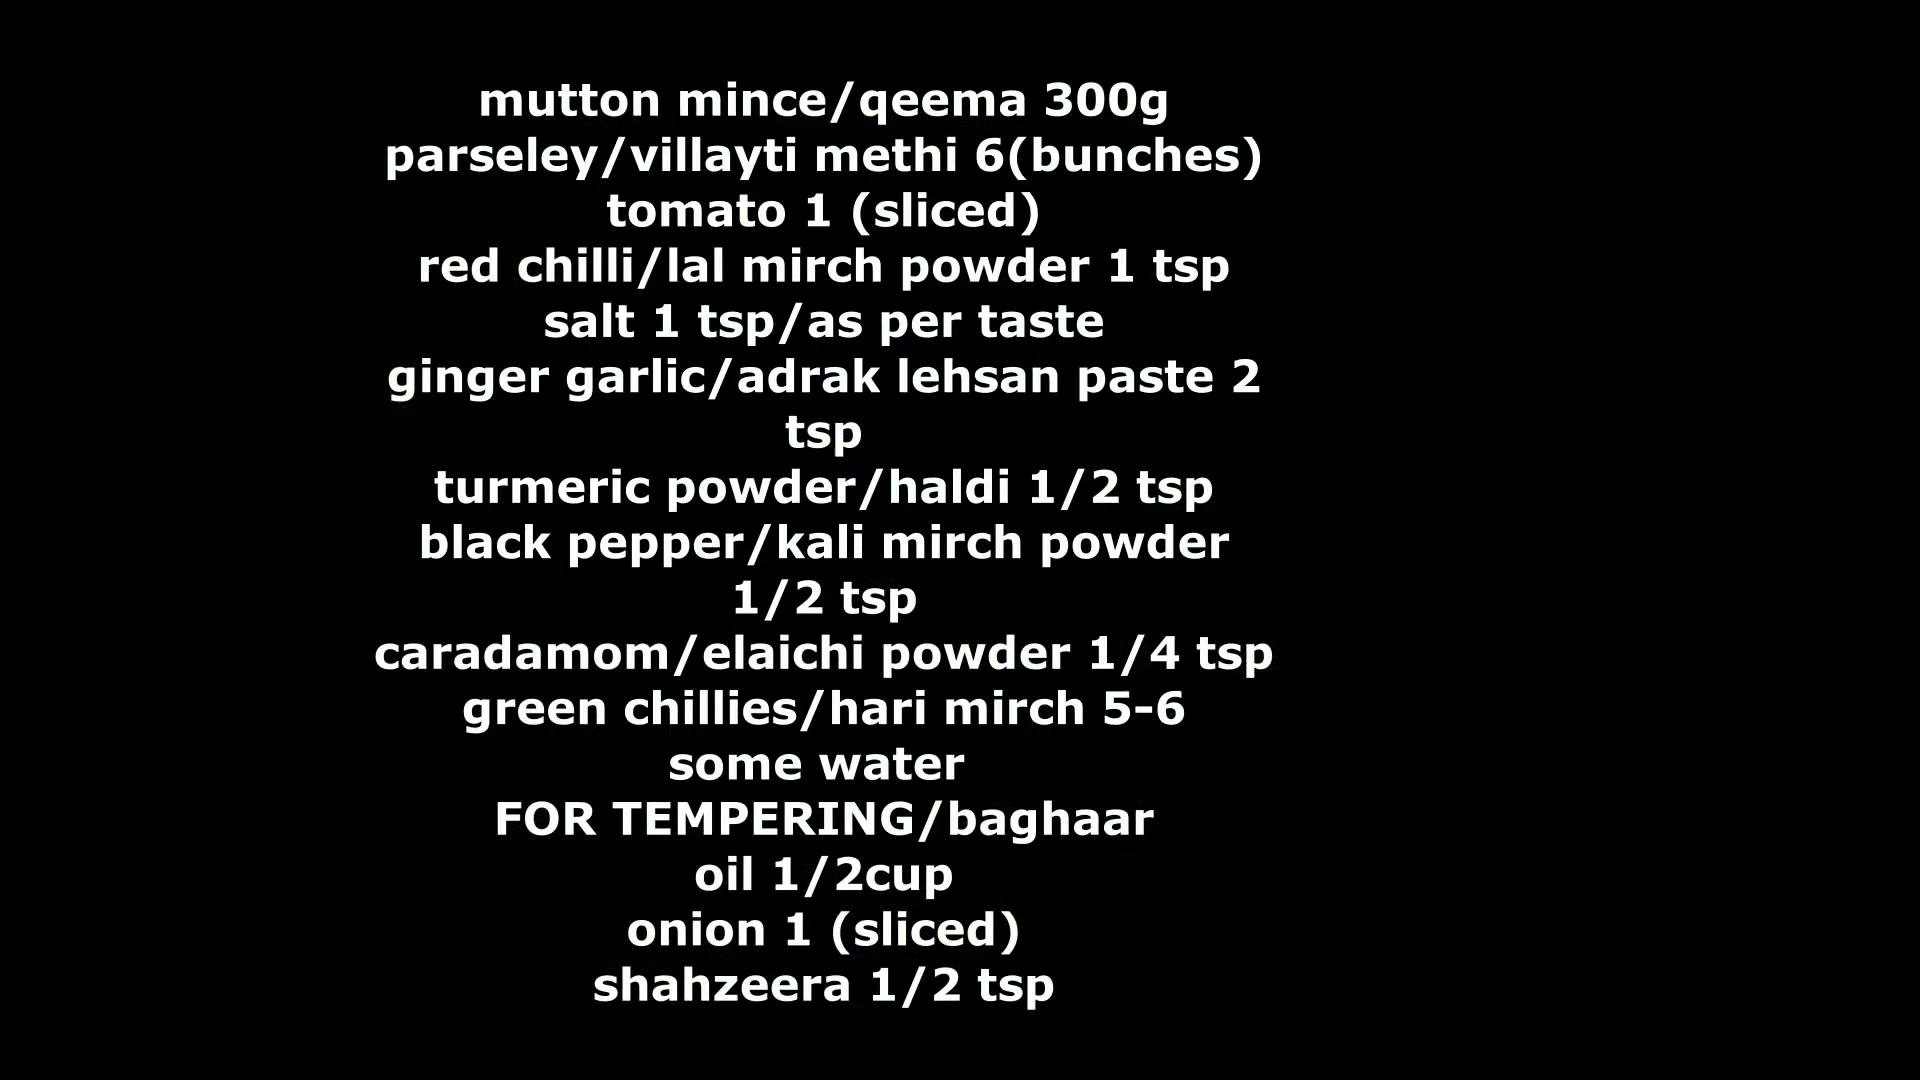 mutton mince/qeema 300g
parseley/villayti methi 6(bunches)
tomato 1 (sliced)
red chilli/lal mirch powder 1 tsp
salt 1 tsp/as per taste
ginger garlic/adrak lehsan paste 2
tsp
turmeric powder/haldi 1/2 tsp
black pepper/kali mirch powder
1/2 tsp
caradamom/elaichi powder 1/4 tsp
green chillies/hari mirch 5-6
some water
FOR TEMPERING/baghaar
oil 1/2cup
onion 1 (sliced)
shahzeera 1/2 tsp